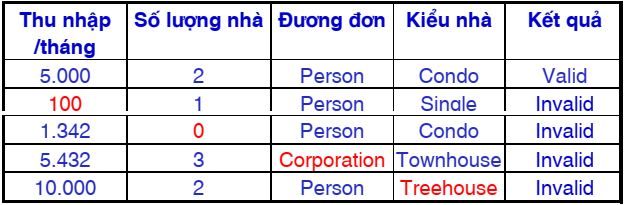 Thu nhập /tháng Số lượng nhà Đương đơn Kiểu nhà Kết quả
5.000 2 Person Condo Valid
100 1 Person Single Invalid
1.342 0 Person Condo Invalid
5.432 3 Corporation Townhouse Invalid
10.000 2 Person Treehouse Invalid